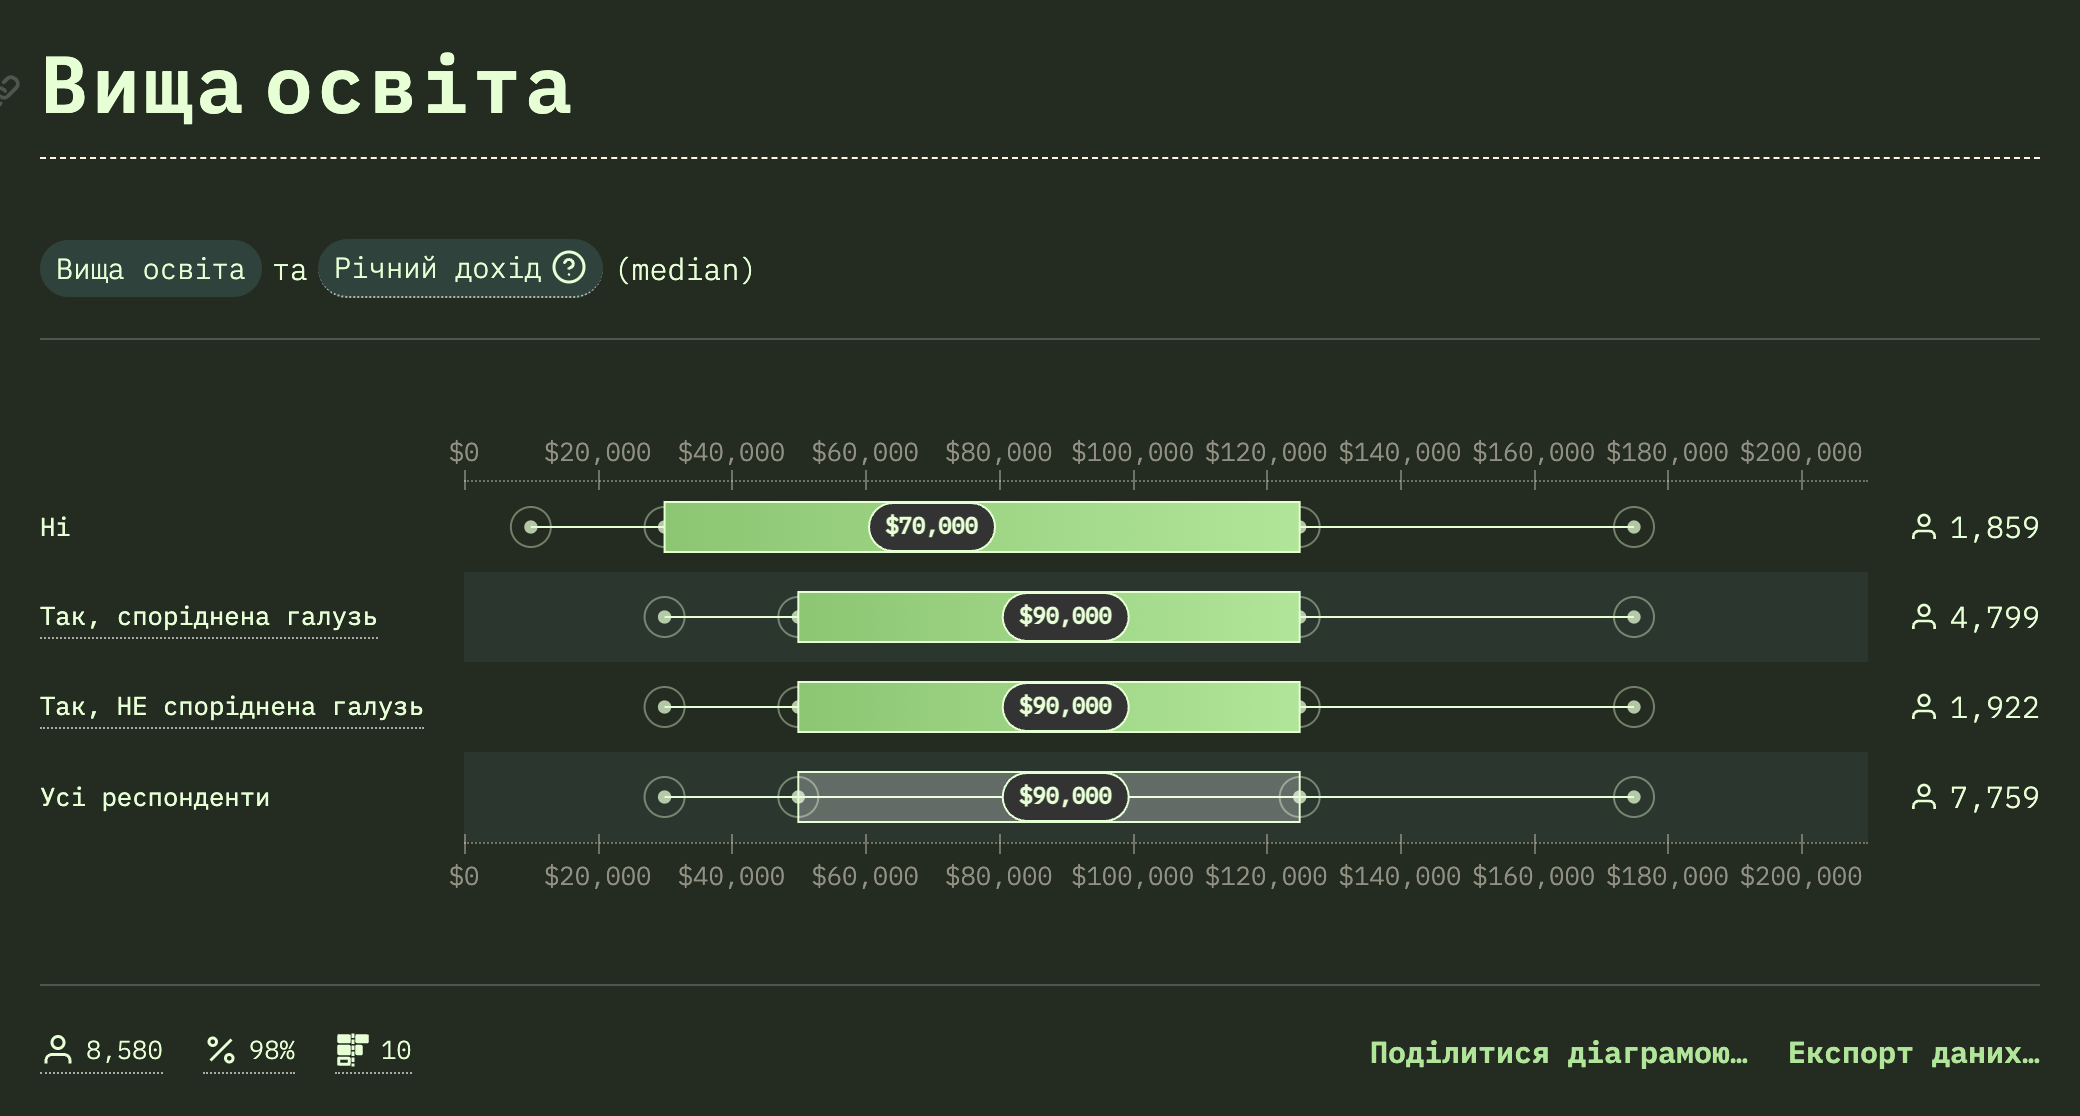 Вища освіта
Вища освіта та Річний дохід (median)
$0 $20,000 $40,000 $60,000 $80,000 $100,000 $120,000 $140,000 $160,000 $180,000 $200,000
Ні $70,000 1,859
Так, споріднена галузь $90,000 4,799
Так, НЕ споріднена галузь $90,000 1,922
Усі респонденти $90,000 7,759
$0 $20,000 $40,000 $60,000 $80,000 $100,000 $120,000 $140,000 $160,000 $180,000 $200,000
8,580 98% 10 Поділитися діаграмою… Експорт даних…